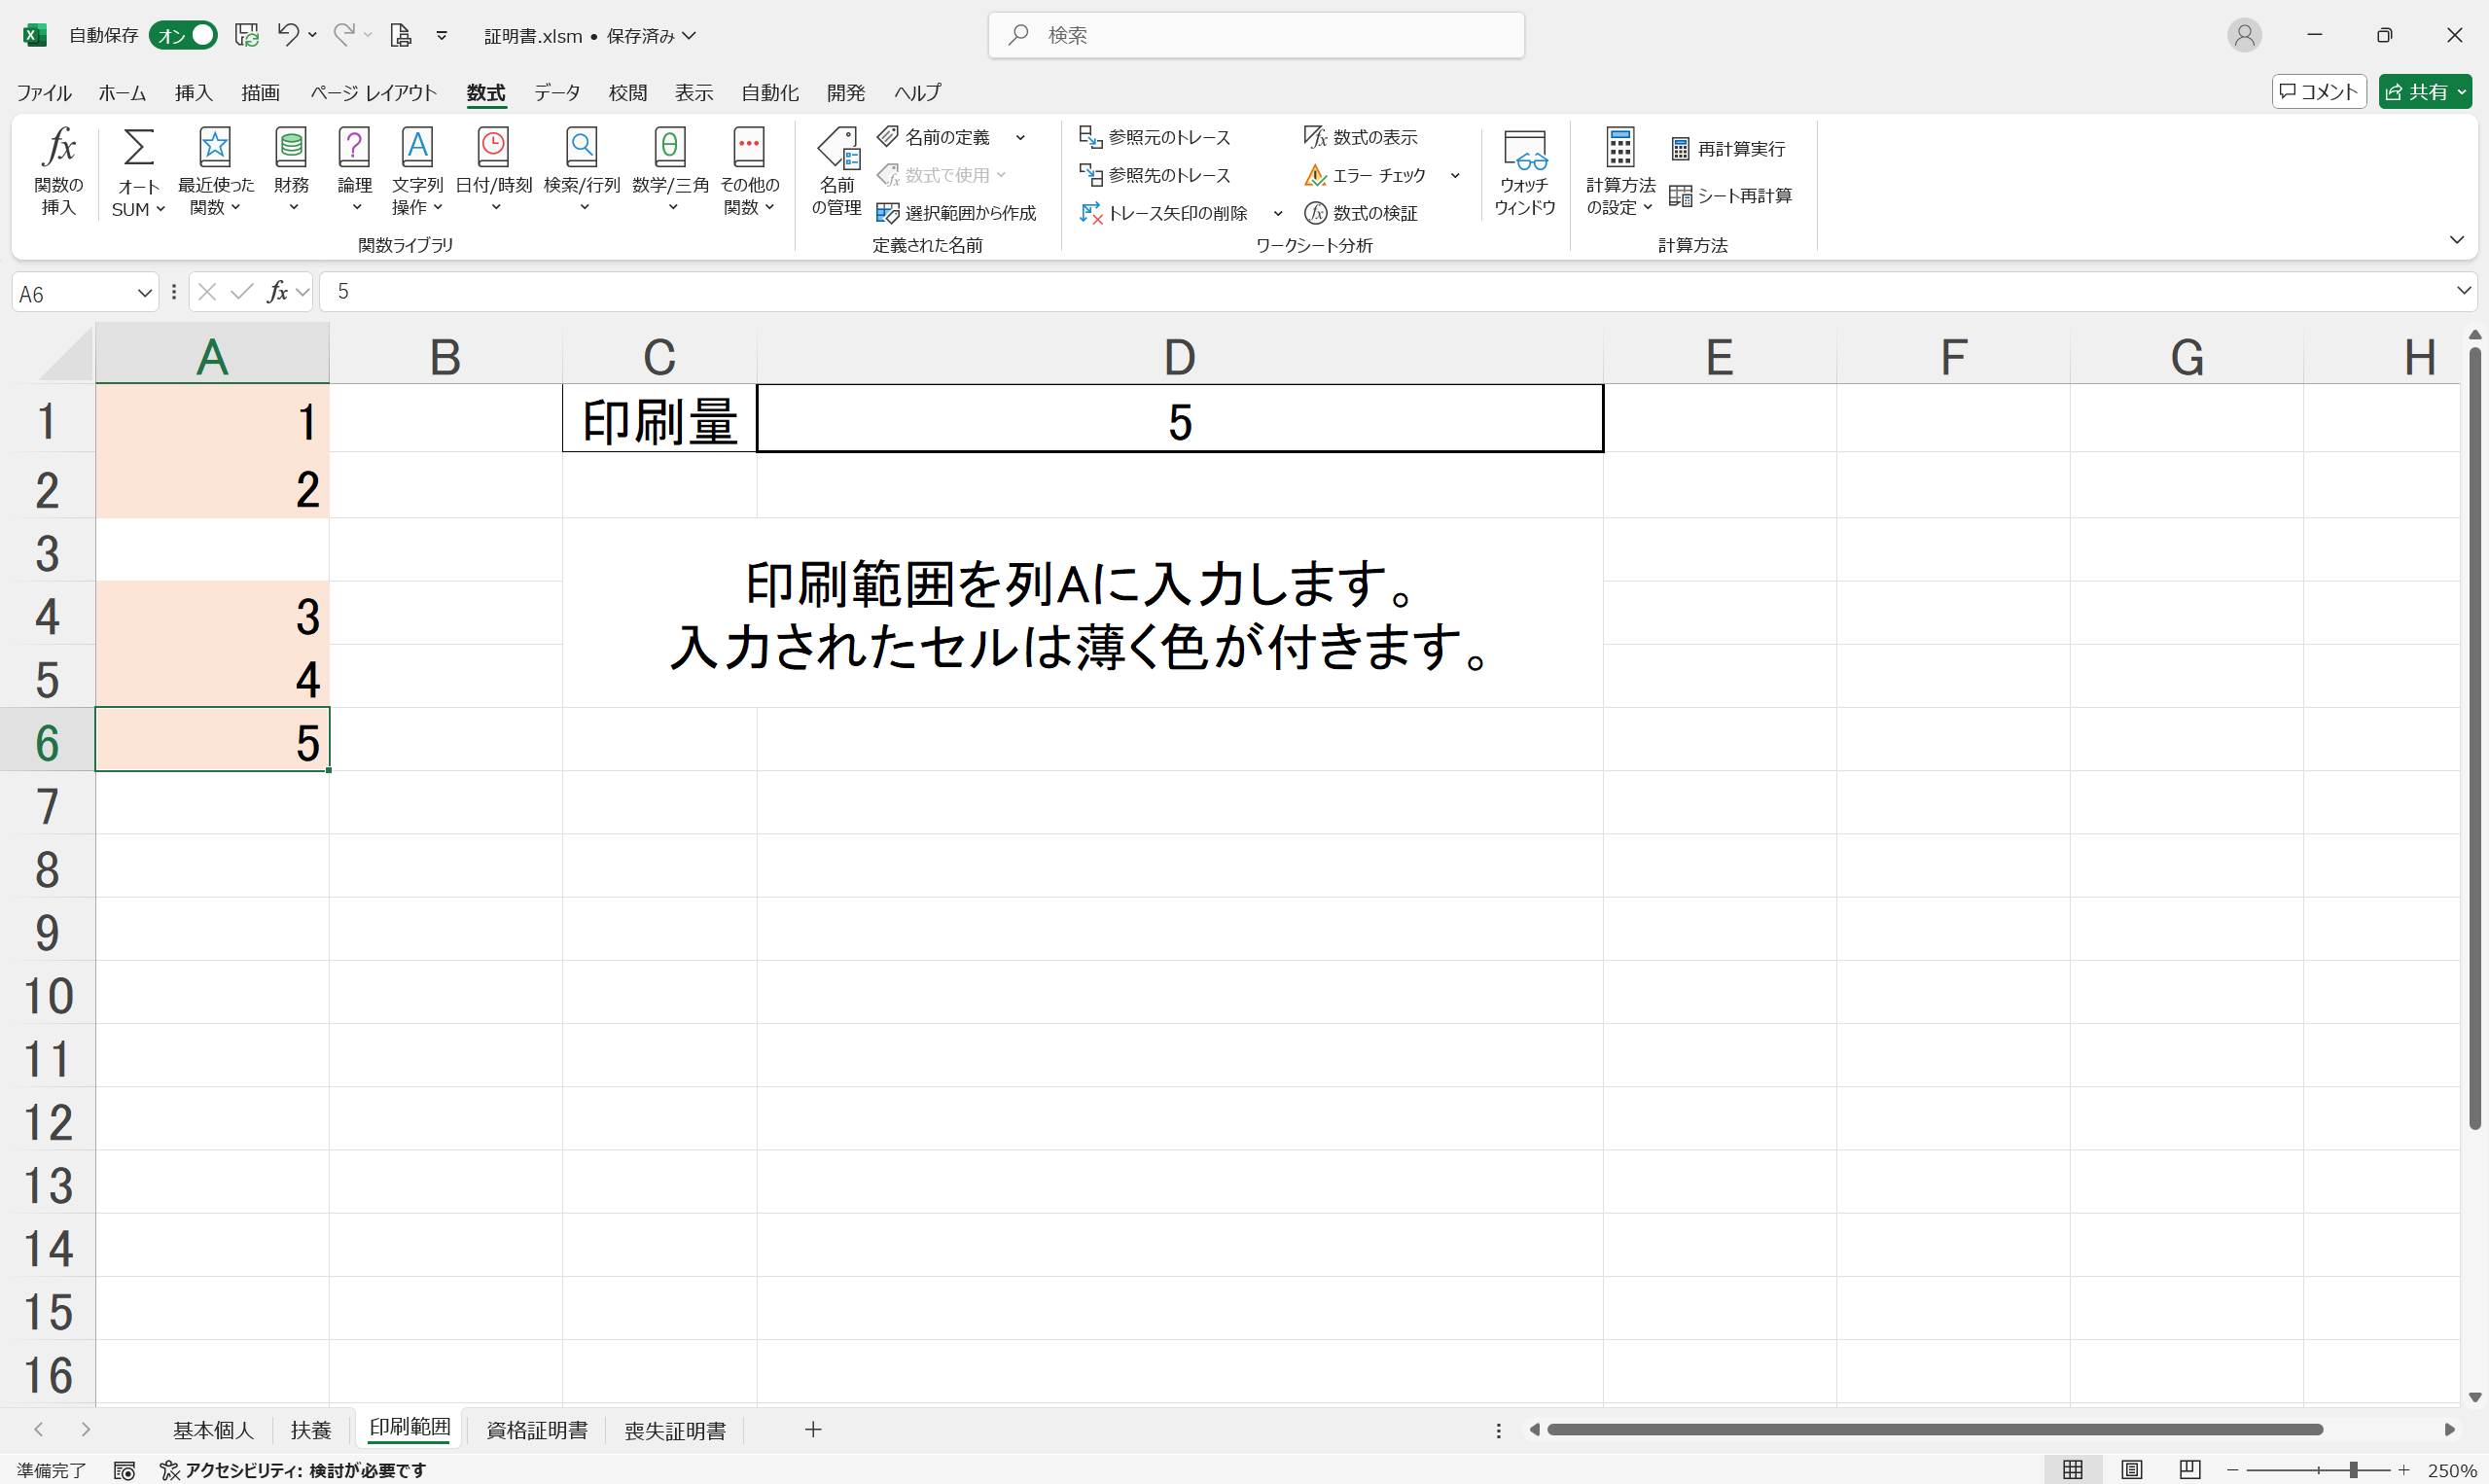 自動保存 オン 証明書.xlsm • 保存済み 検索
ファイル ホーム 挿入 描画 ページ レイアウト 数式 データ 校閲 表示 自動化 開発 ヘルプ コメント 共有
関数の挿入
オート SUM
最近使った関数
財務
論理
文字列操作
日付/時刻
検索/行列
数学/三角
その他の関数
関数ライブラリ
名前の管理
名前の定義
数式で使用
選択範囲から作成
定義された名前
参照元のトレース
参照先のトレース
トレース矢印の削除
数式の表示
エラー チェック
数式の検証
ウォッチ ウィンドウ
ワークシート分析
計算方法の設定
再計算実行
シート再計算
計算方法
A6 fx 5
A B C D E F G H
1 1 印刷量 5
2 2
3
印刷範囲を列Aに入力します。
4 3
入力されたセルは薄く色が付きます。
5 4
6 5
7
8
9
10
11
12
13
14
15
16
基本個人 扶養 印刷範囲 資格証明書 喪失証明書
準備完了 アクセシビリティ: 検討が必要です 250%